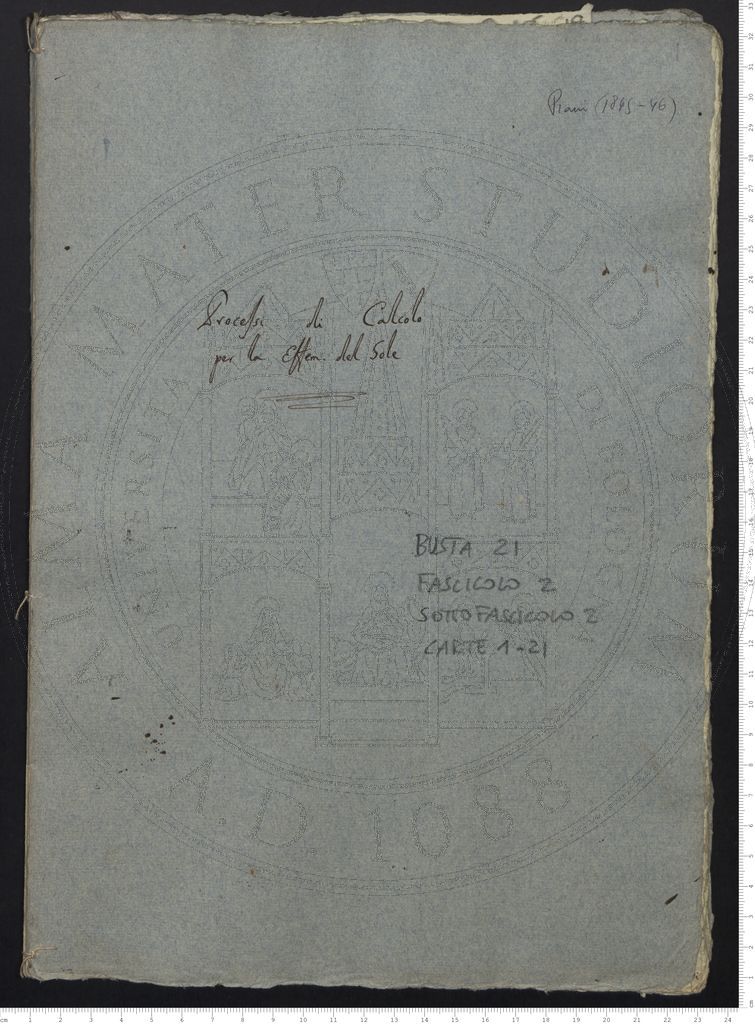 Piani (1845-46)
ALMA MATER STUDIORUM
UNIVERSITA DI BOLOGNA
Processi di Calcolo
per la Effem. del Sole
BUSTA 21
FASCICOLO 2
SOTTOFASCICOLO 2
CARTE 1-21
A.D. 1088